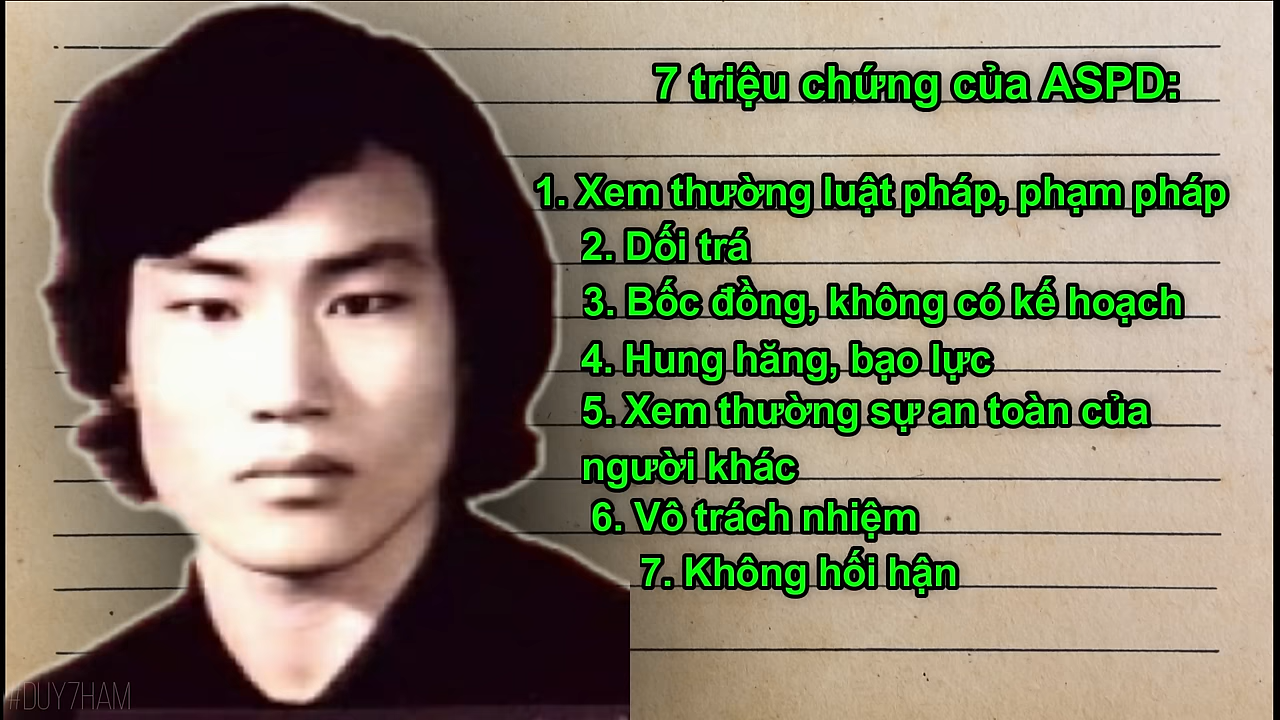 7 triệu chứng của ASPD:
1. Xem thường luật pháp, phạm pháp
2. Dối trá
3. Bốc đồng, không có kế hoạch
4. Hung hăng, bạo lực
5. Xem thường sự an toàn của
người khác
6. Vô trách nhiệm
7. Không hối hận
#DUY7HAM